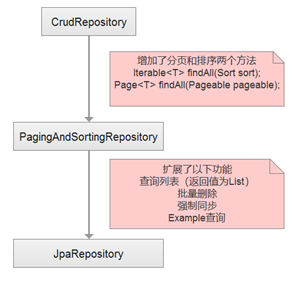 CrudRepository
增加了分页和排序两个方法
Iterable<T> findAll(Sort sort);
Page<T> findAll(Pageable pageable);
PagingAndSortingRepository
扩展了以下功能
查询列表（返回值为List）
批量删除
强制同步
Example查询
JpaRepository